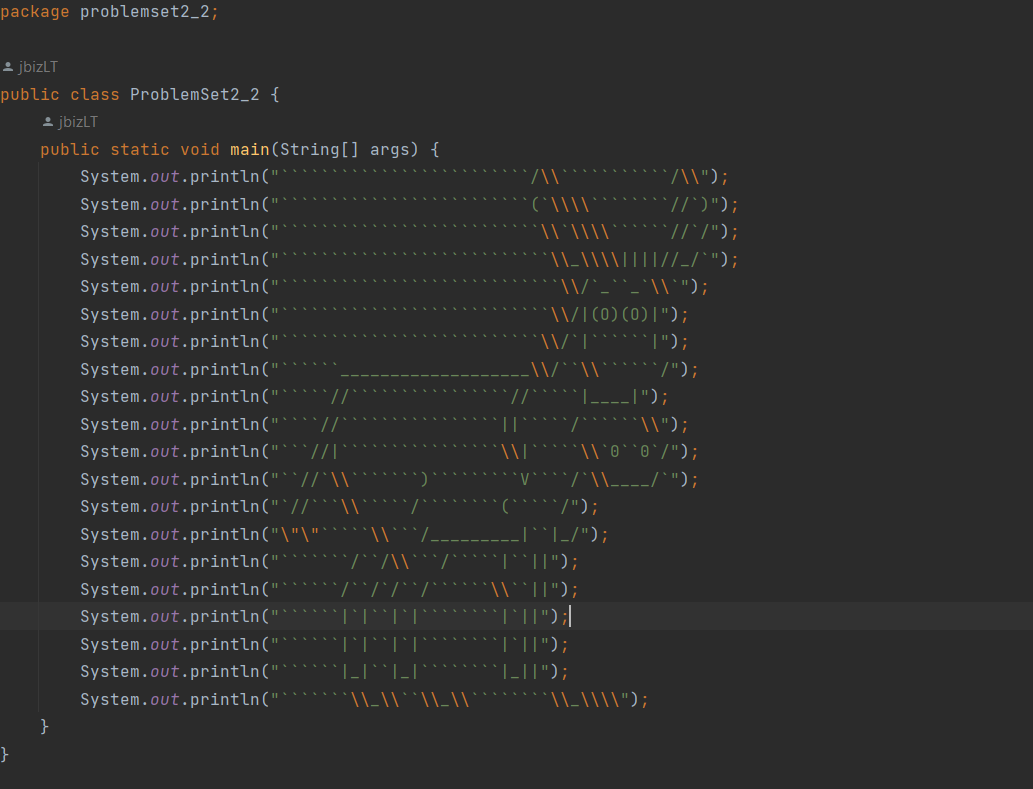 package problemset2_2;
jbizLT
public class ProblemSet2_2 {
jbizLT
public static void main(String[] args) {
System.out.println("`````````````````````````/\\```````````/\\");
System.out.println("`````````````````````````(`\\\\````````//`)");
System.out.println("``````````````````````````\\`\\\\``````//`/");
System.out.println("```````````````````````````\\_\\\\||||//_/`");
System.out.println("````````````````````````````\\/`_``_`\\`");
System.out.println("```````````````````````````\\/|(O)(O)|");
System.out.println("``````````````````````````\\/`|``````|");
System.out.println("``````___________________\\/``\\``````/");
System.out.println("`````//````````````````//`````|____|");
System.out.println("````//````````````````||`````/``````\\");
System.out.println("```//|````````````````\\|`````\\`0``0`/");
System.out.println("``//`\\```````)`````````V````/`\\____/`");
System.out.println("`//```\\`````/````````(`````/");
System.out.println("\"\"`````\\```/_________|``|_/");
System.out.println("```````/``/\\```/`````|``||");
System.out.println("``````/``/`/``/``````\\``||");
System.out.println("``````|`|``|`|````````|`||");
System.out.println("``````|`|``|`|````````|`||");
System.out.println("``````|_|``|_|````````|_||");
System.out.println("```````\\_\\``\\_\\````````\\_\\\\");
}
}